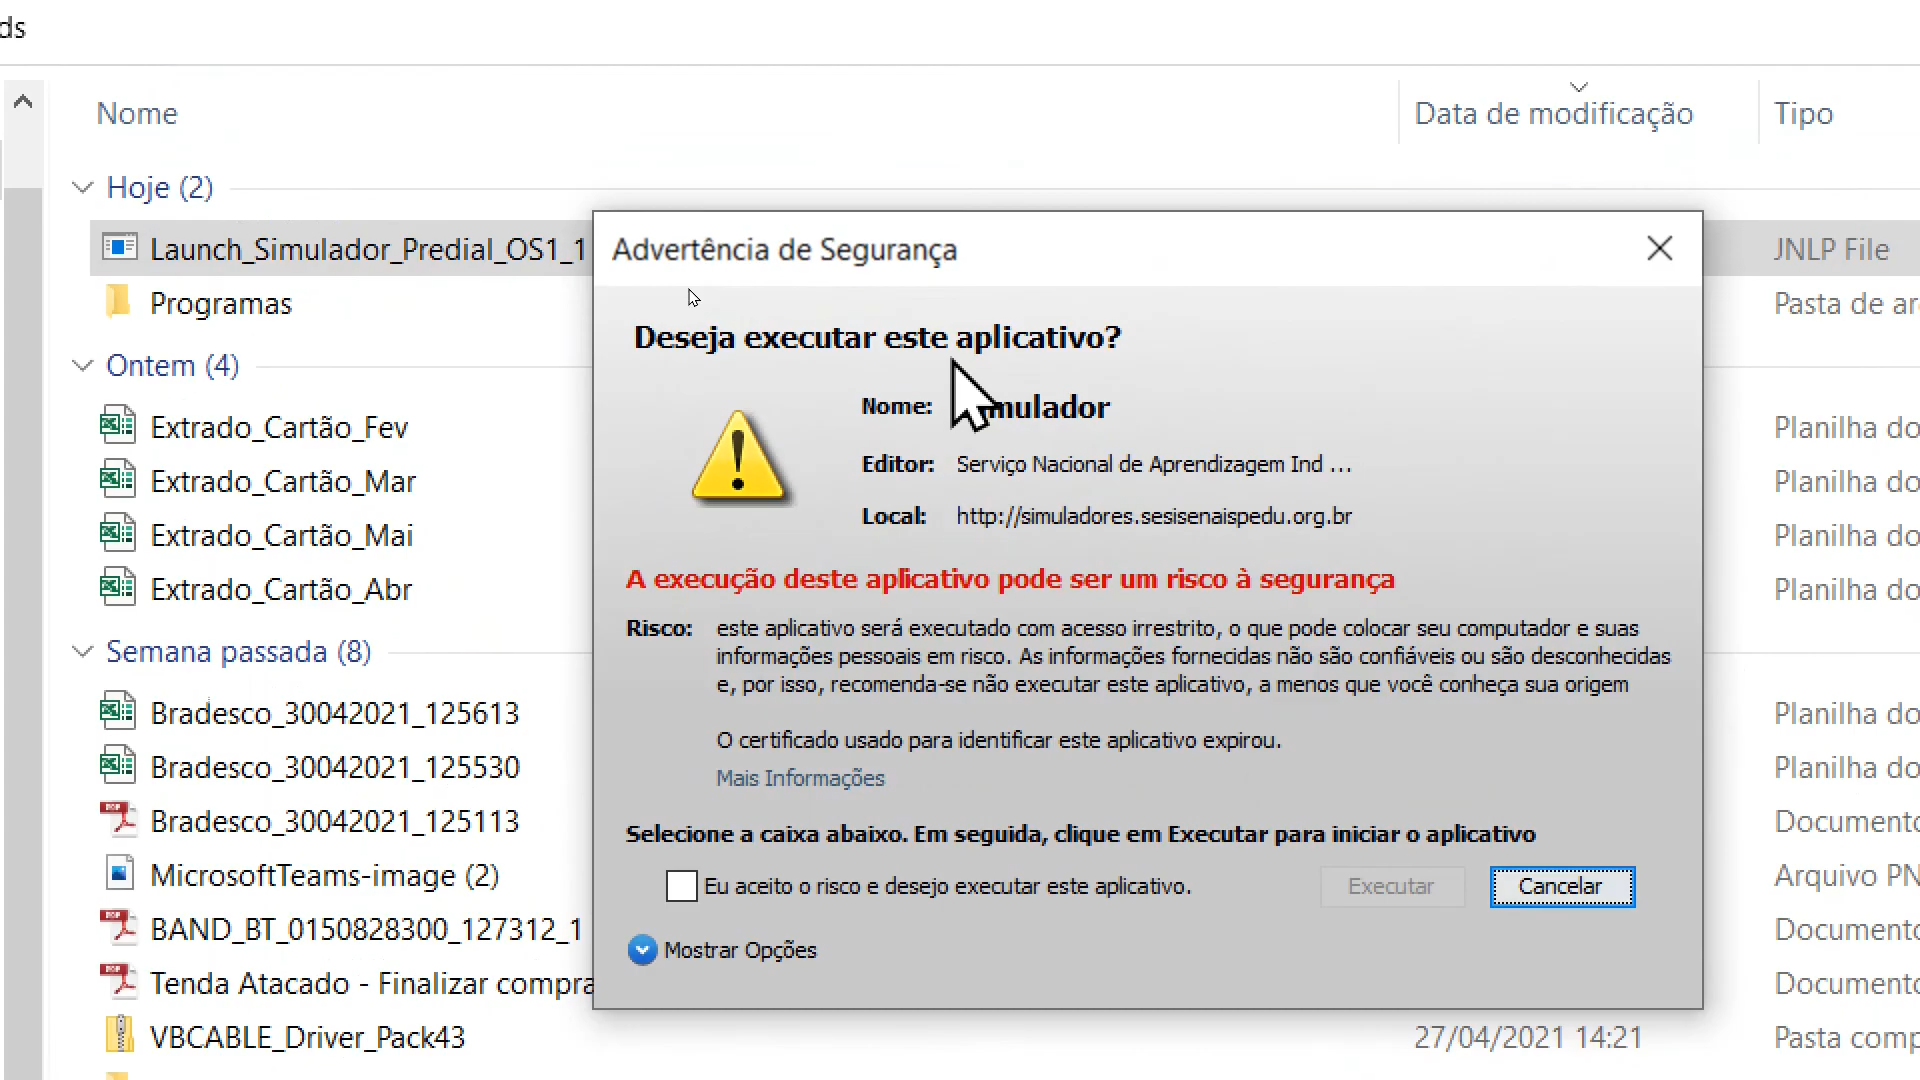 ds
Nome
Data de modificação
Tipo
Hoje (2)
Launch_Simulador_Predial_OS1_1
JNLP File
Programas
Pasta de ar
Ontem (4)
Extrado_Cartão_Fev
Planilha do
Extrado_Cartão_Mar
Planilha do
Extrado_Cartão_Mai
Planilha do
Extrado_Cartão_Abr
Planilha do
Semana passada (8)
Bradesco_30042021_125613
Planilha do
Bradesco_30042021_125530
Planilha do
Bradesco_30042021_125113
Documento
MicrosoftTeams-image (2)
Arquivo PN
BAND_BT_0150828300_127312_1
Documento
Tenda Atacado - Finalizar compra
Documento
VBCABLE_Driver_Pack43
27/04/2021 14:21
Pasta comp
Advertência de Segurança
Deseja executar este aplicativo?
Nome: mulador
Editor: Serviço Nacional de Aprendizagem Ind ...
Local: http://simuladores.sesisenaispedu.org.br
A execução deste aplicativo pode ser um risco à segurança
Risco: este aplicativo será executado com acesso irrestrito, o que pode colocar seu computador e suas
informações pessoais em risco. As informações fornecidas não são confiáveis ou são desconhecidas
e, por isso, recomenda-se não executar este aplicativo, a menos que você conheça sua origem
O certificado usado para identificar este aplicativo expirou.
Mais Informações
Selecione a caixa abaixo. Em seguida, clique em Executar para iniciar o aplicativo
Eu aceito o risco e desejo executar este aplicativo.
Executar
Cancelar
Mostrar Opções